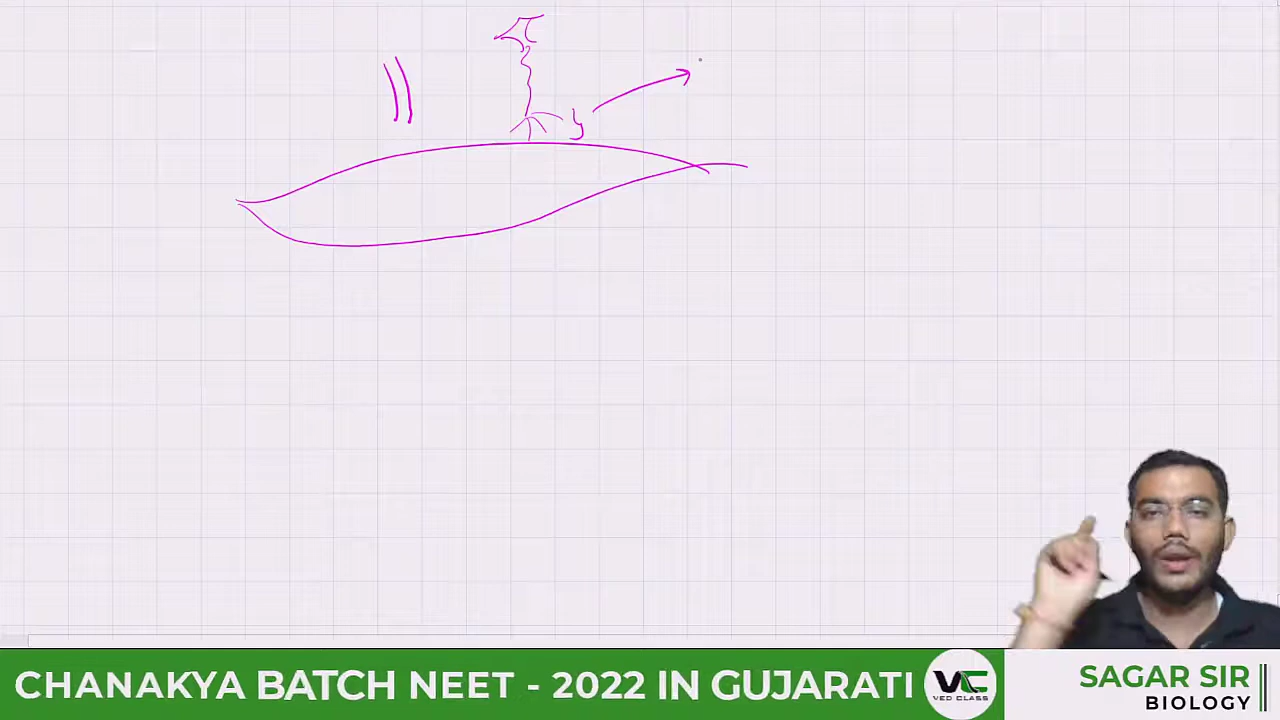 CHANAKYA BATCH NEET - 2022 IN GUJARATI
VC
VED CLASS
SAGAR SIR
BIOLOGY